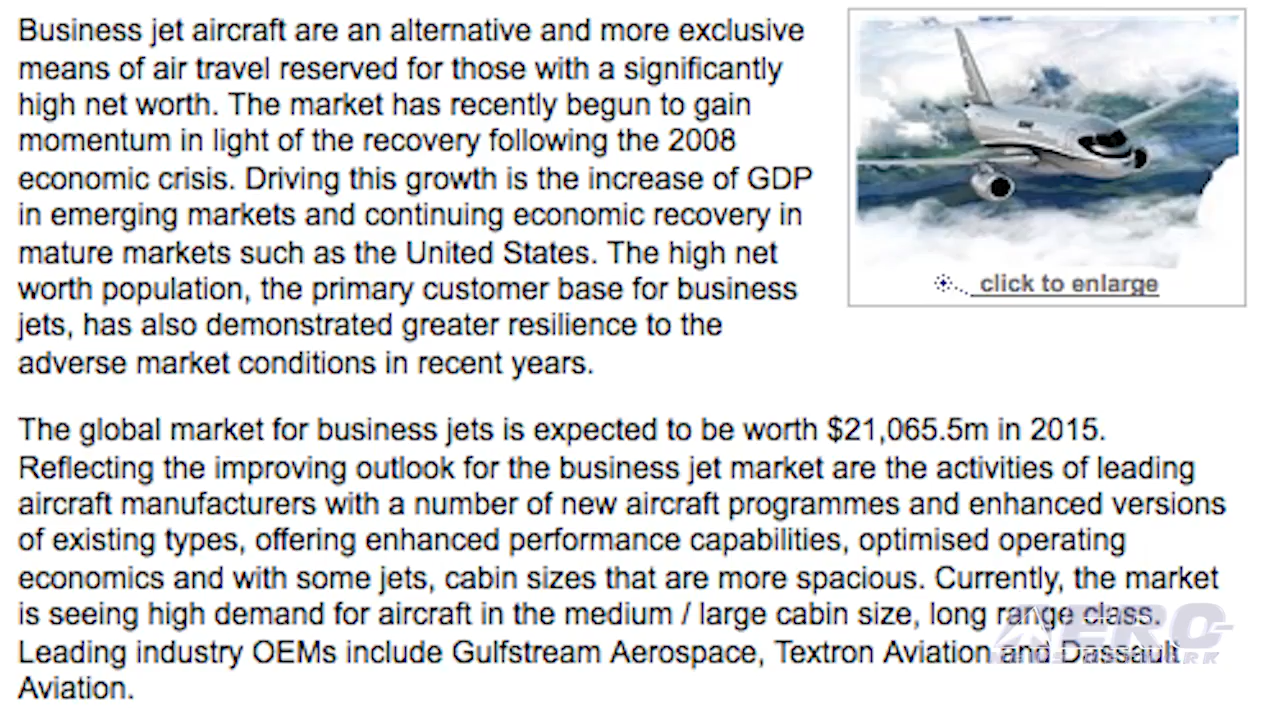 Business jet aircraft are an alternative and more exclusive
means of air travel reserved for those with a significantly
high net worth. The market has recently begun to gain
momentum in light of the recovery following the 2008
economic crisis. Driving this growth is the increase of GDP
in emerging markets and continuing economic recovery in
mature markets such as the United States. The high net
worth population, the primary customer base for business
jets, has also demonstrated greater resilience to the
adverse market conditions in recent years.
click to enlarge
The global market for business jets is expected to be worth $21,065.5m in 2015.
Reflecting the improving outlook for the business jet market are the activities of leading
aircraft manufacturers with a number of new aircraft programmes and enhanced versions
of existing types, offering enhanced performance capabilities, optimised operating
economics and with some jets, cabin sizes that are more spacious. Currently, the market
is seeing high demand for aircraft in the medium / large cabin size, long range class.
Leading industry OEMs include Gulfstream Aerospace, Textron Aviation and Dassault
Aviation.
AERO
NEWS NETWORK